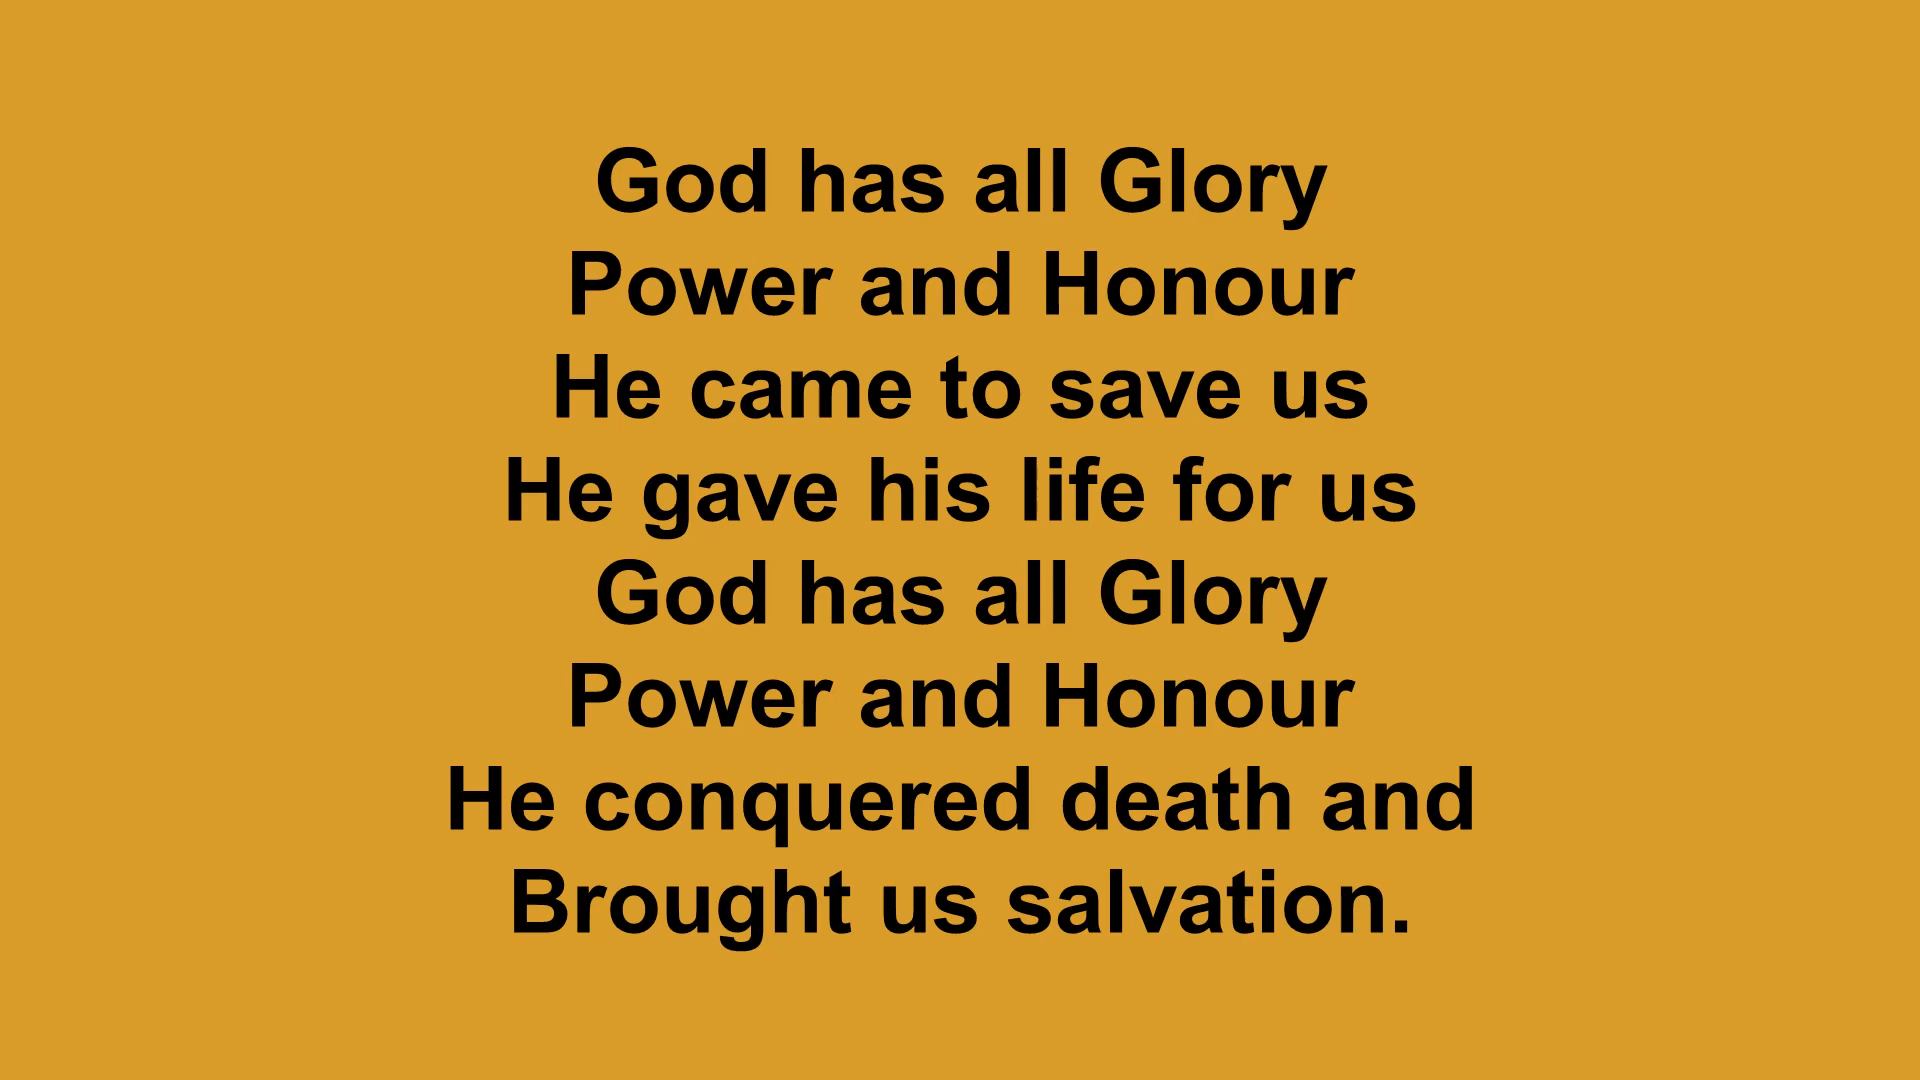 God has all Glory
Power and Honour
He came to save us
He gave his life for us
God has all Glory
Power and Honour
He conquered death and
Brought us salvation.